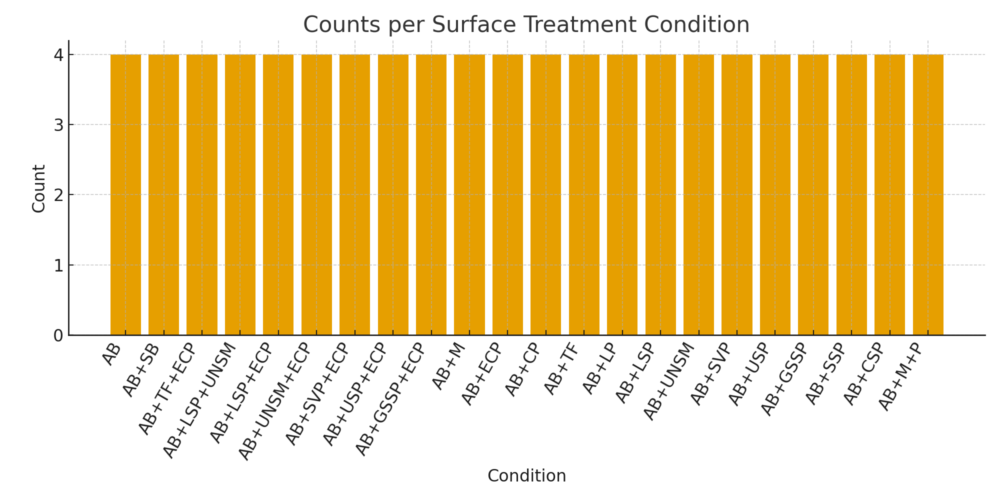 Counts per Surface Treatment Condition
Count
4
3
2
1
0
AB
AB+SB
AB+TF+ECP
AB+LSP+UNSM
AB+LSP+ECP
AB+UNSM+ECP
AB+SVP+ECP
AB+USP+ECP
AB+GSSP+ECP
AB+M
AB+ECP
AB+CP
AB+TF
AB+LP
AB+LSP
AB+UNSM
AB+SVP
AB+USP
AB+GSSP
AB+SSP
AB+CSP
AB+M+P
Condition